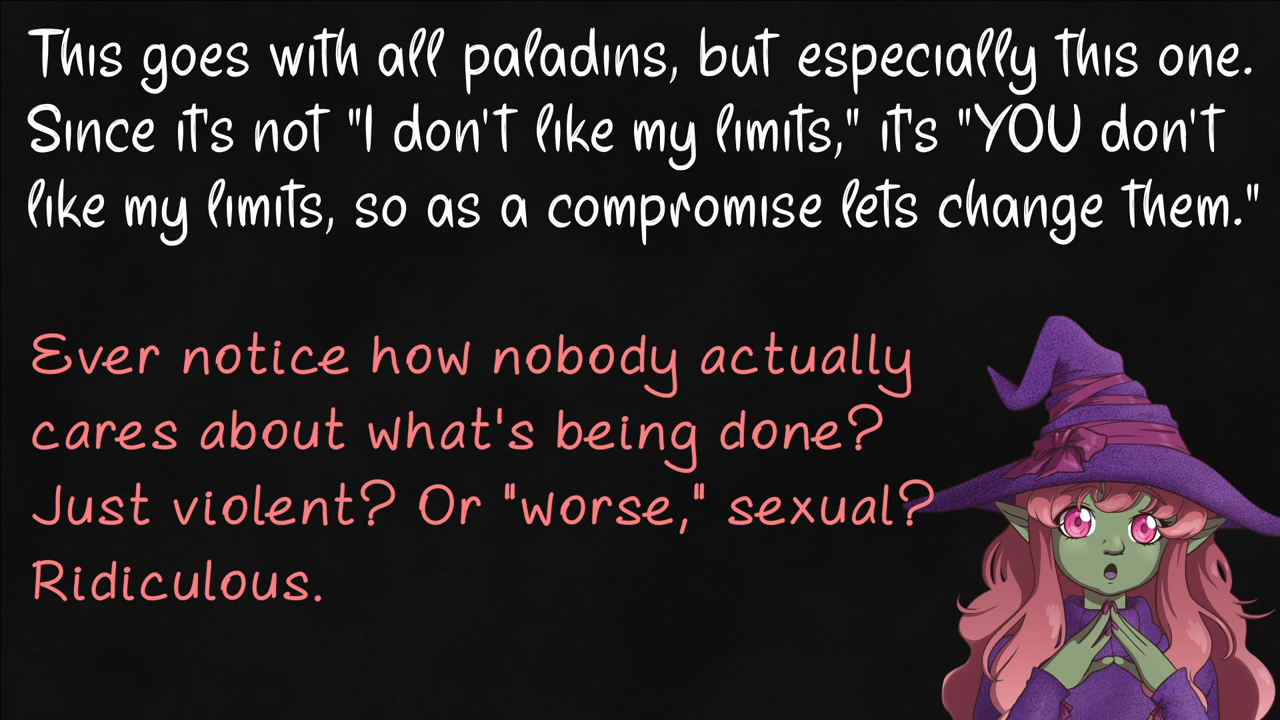 This goes with all paladins, but especially this one.
Since it's not "I don't like my limits," it's "YOU don't
like my limits, so as a compromise lets change them."
Ever notice how nobody actually
cares about what's being done?
Just violent? Or "worse," sexual?
Ridiculous.